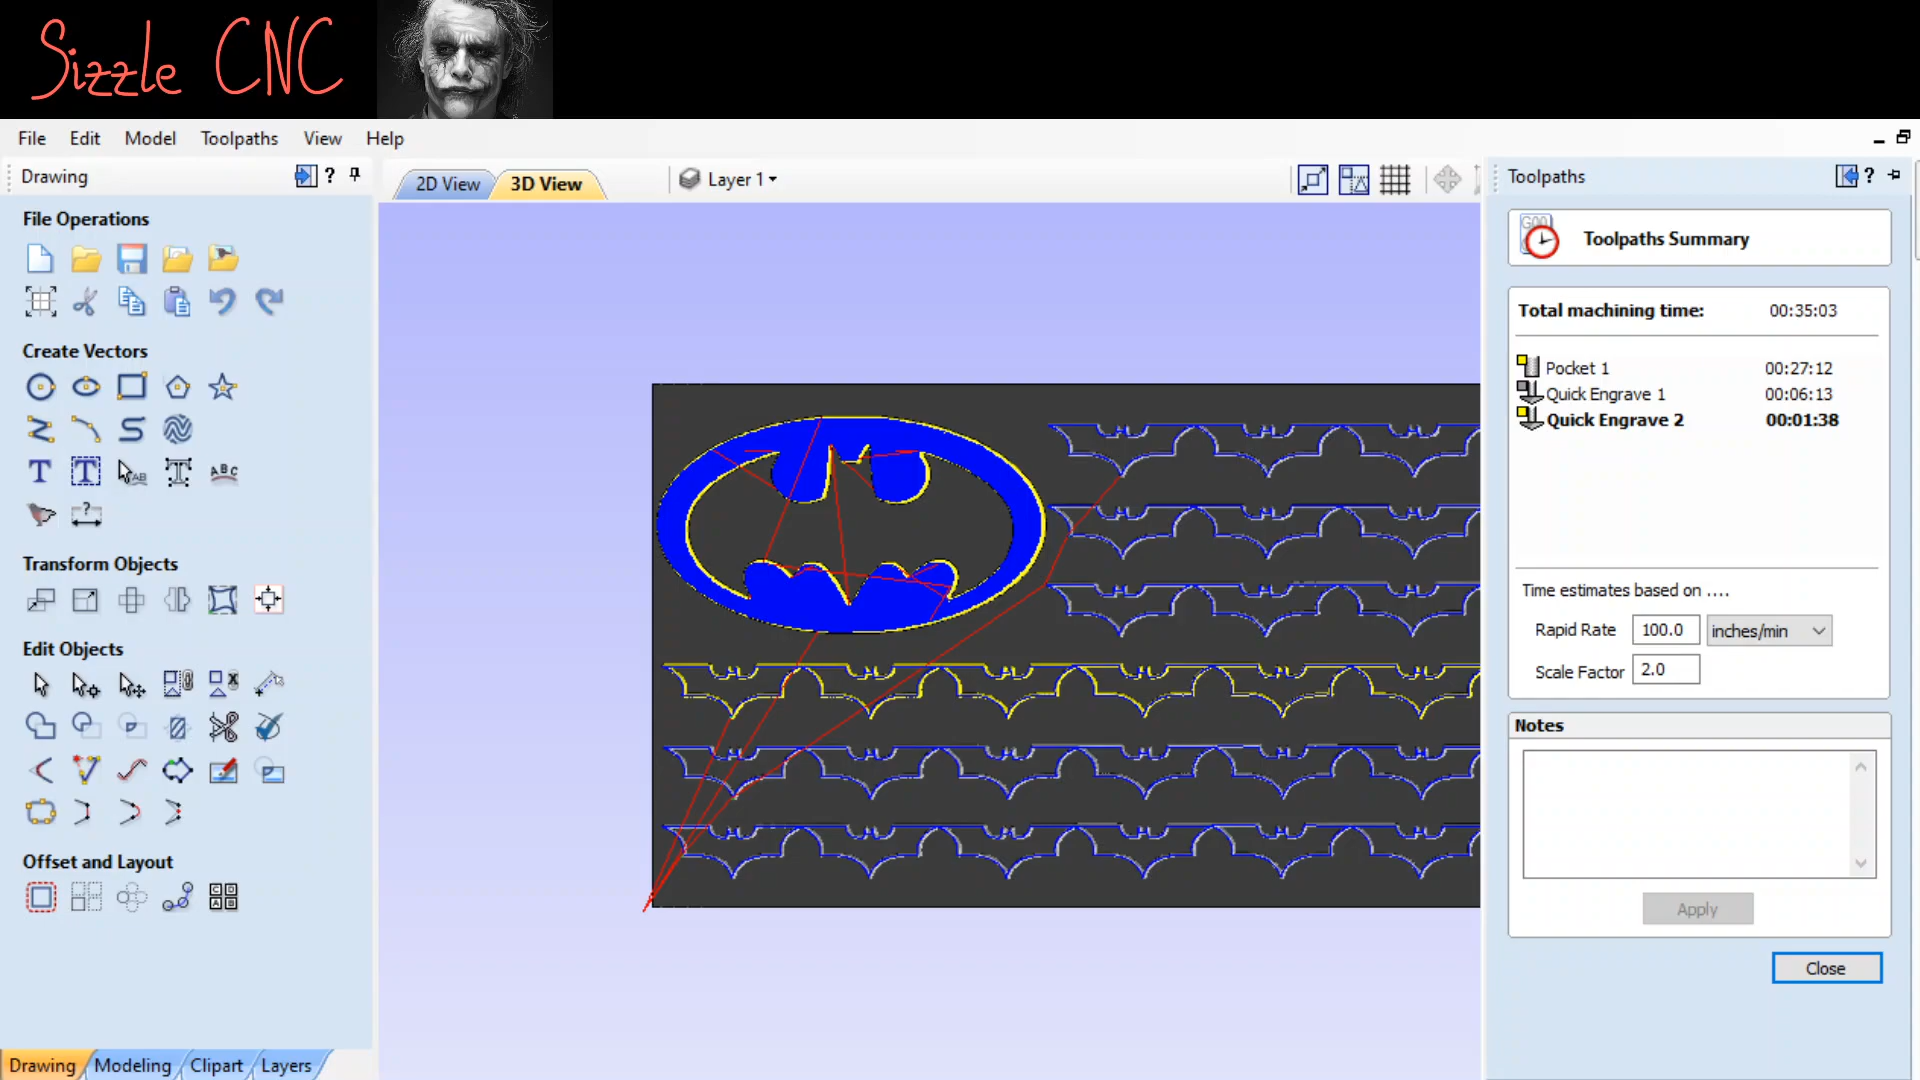 Sizzle CNC
File Edit Model Toolpaths View Help
Drawing ?
2D View 3D View Layer 1
Toolpaths ?
File Operations
Create Vectors
T T AB T ABC
?
Transform Objects
Edit Objects
Offset and Layout
Drawing Modeling Clipart Layers
G00
Toolpaths Summary
Total machining time: 00:35:03
Pocket 1 00:27:12
Quick Engrave 1 00:06:13
Quick Engrave 2 00:01:38
Time estimates based on ....
Rapid Rate 100.0 inches/min
Scale Factor 2.0
Notes
Apply
Close